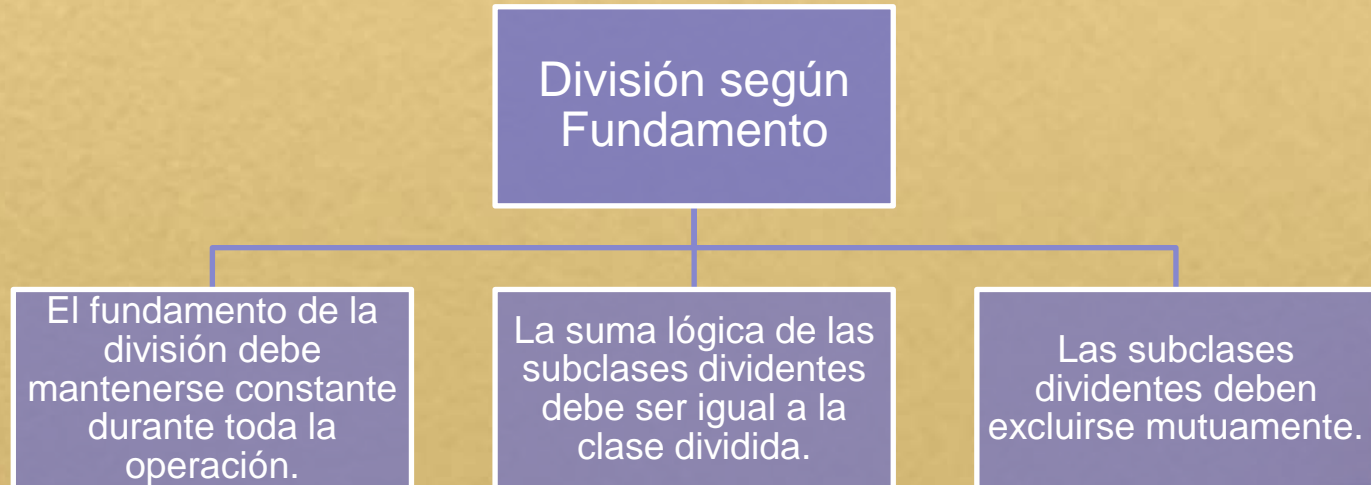 División según
Fundamento
El fundamento de la
división debe
mantenerse constante
durante toda la
operación.
La suma lógica de las
subclases dividentes
debe ser igual a la
clase dividida.
Las subclases
dividentes deben
excluirse mutuamente.